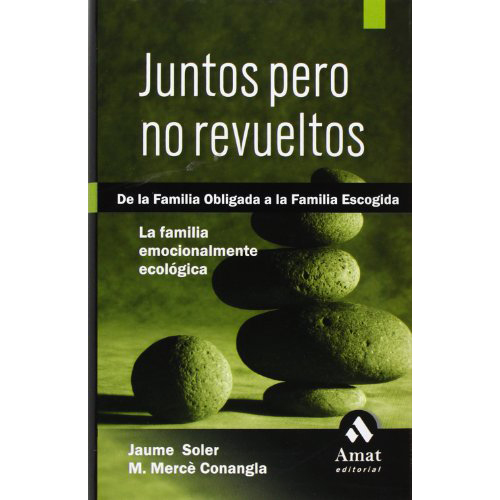 Juntos pero
no revueltos
De la Familia Obligada a la Familia Escogida
La familia
emocionalmente
ecológica
Jaume Soler
M. Mercè Conangla
Amat
editorial